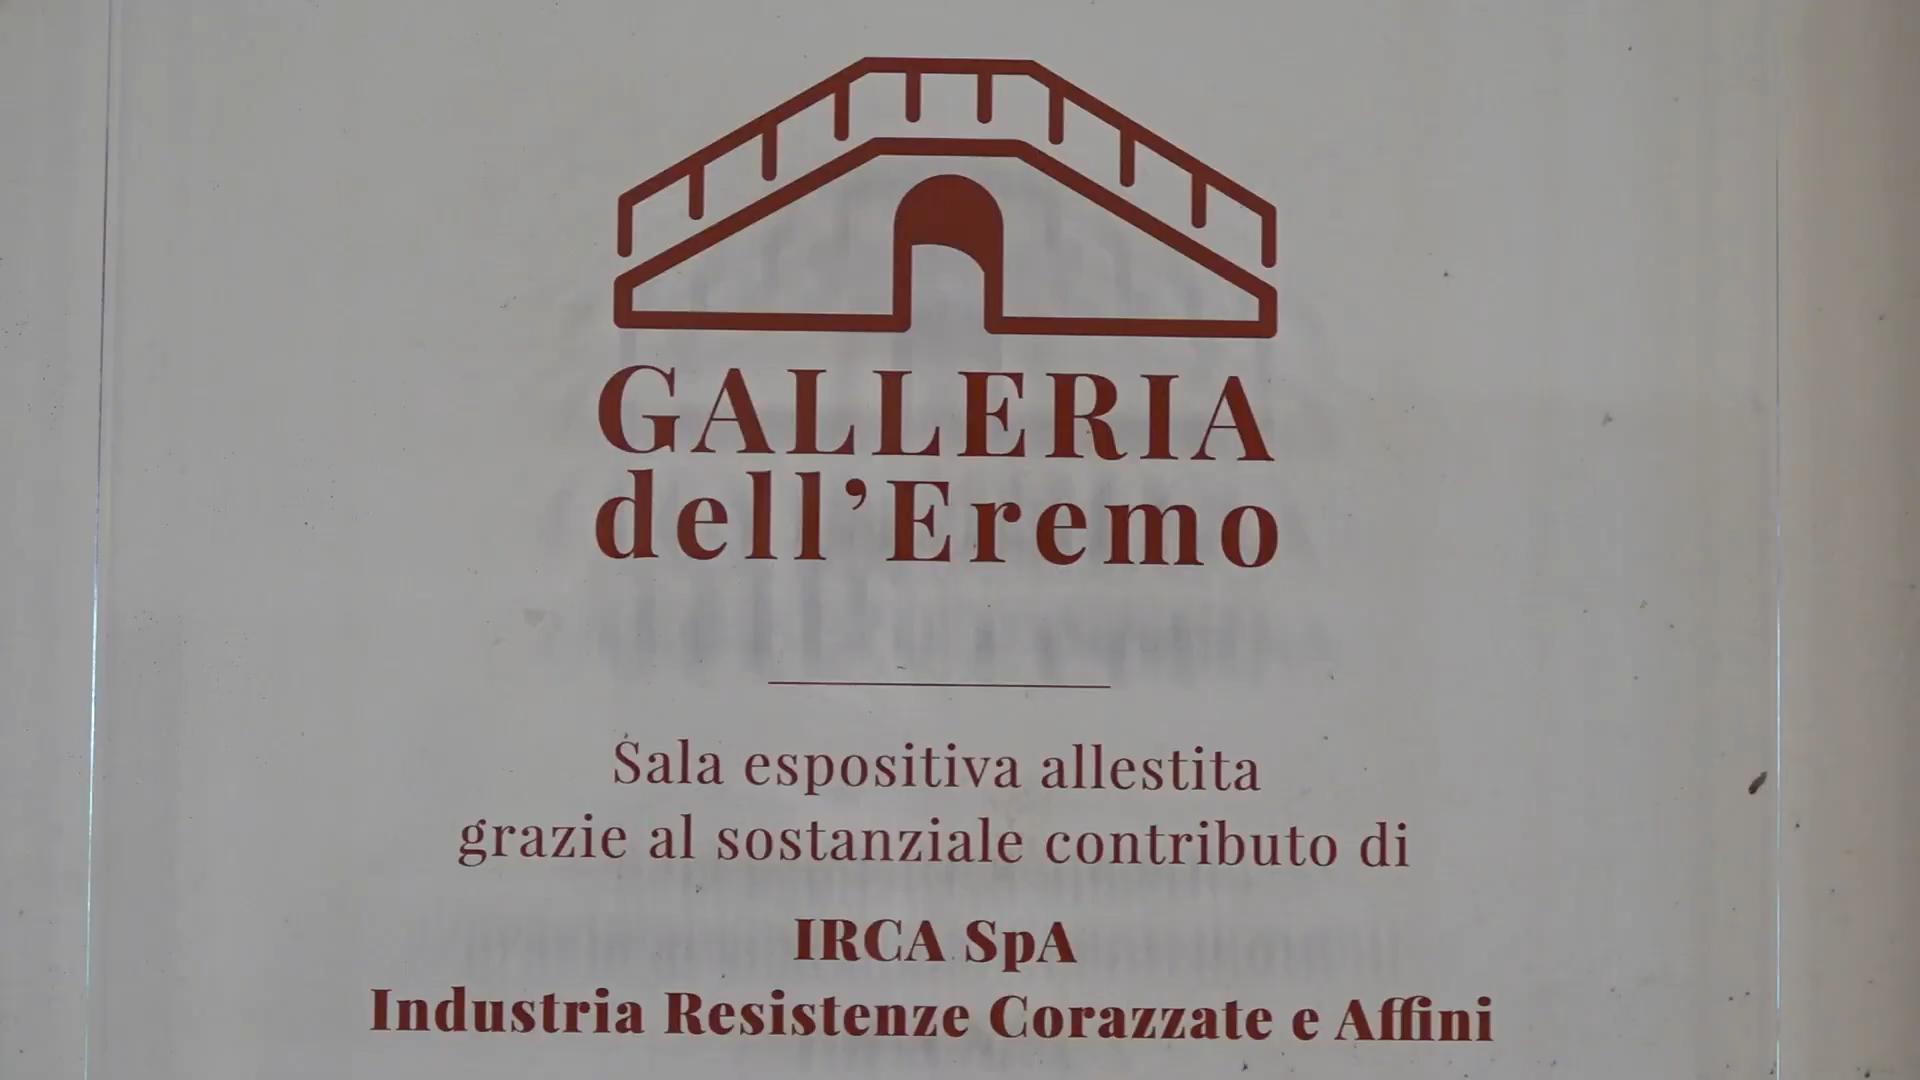 GALLERIA
dell’Eremo
Sala espositiva allestita
grazie al sostanziale contributo di
IRCA SpA
Industria Resistenze Corazzate e Affini